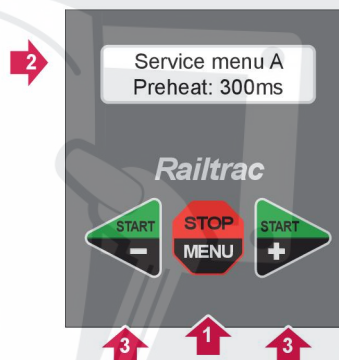 2
Service menu A
Preheat: 300ms
Railtrac
START
STOP
START
-
MENU
+
3
1
3